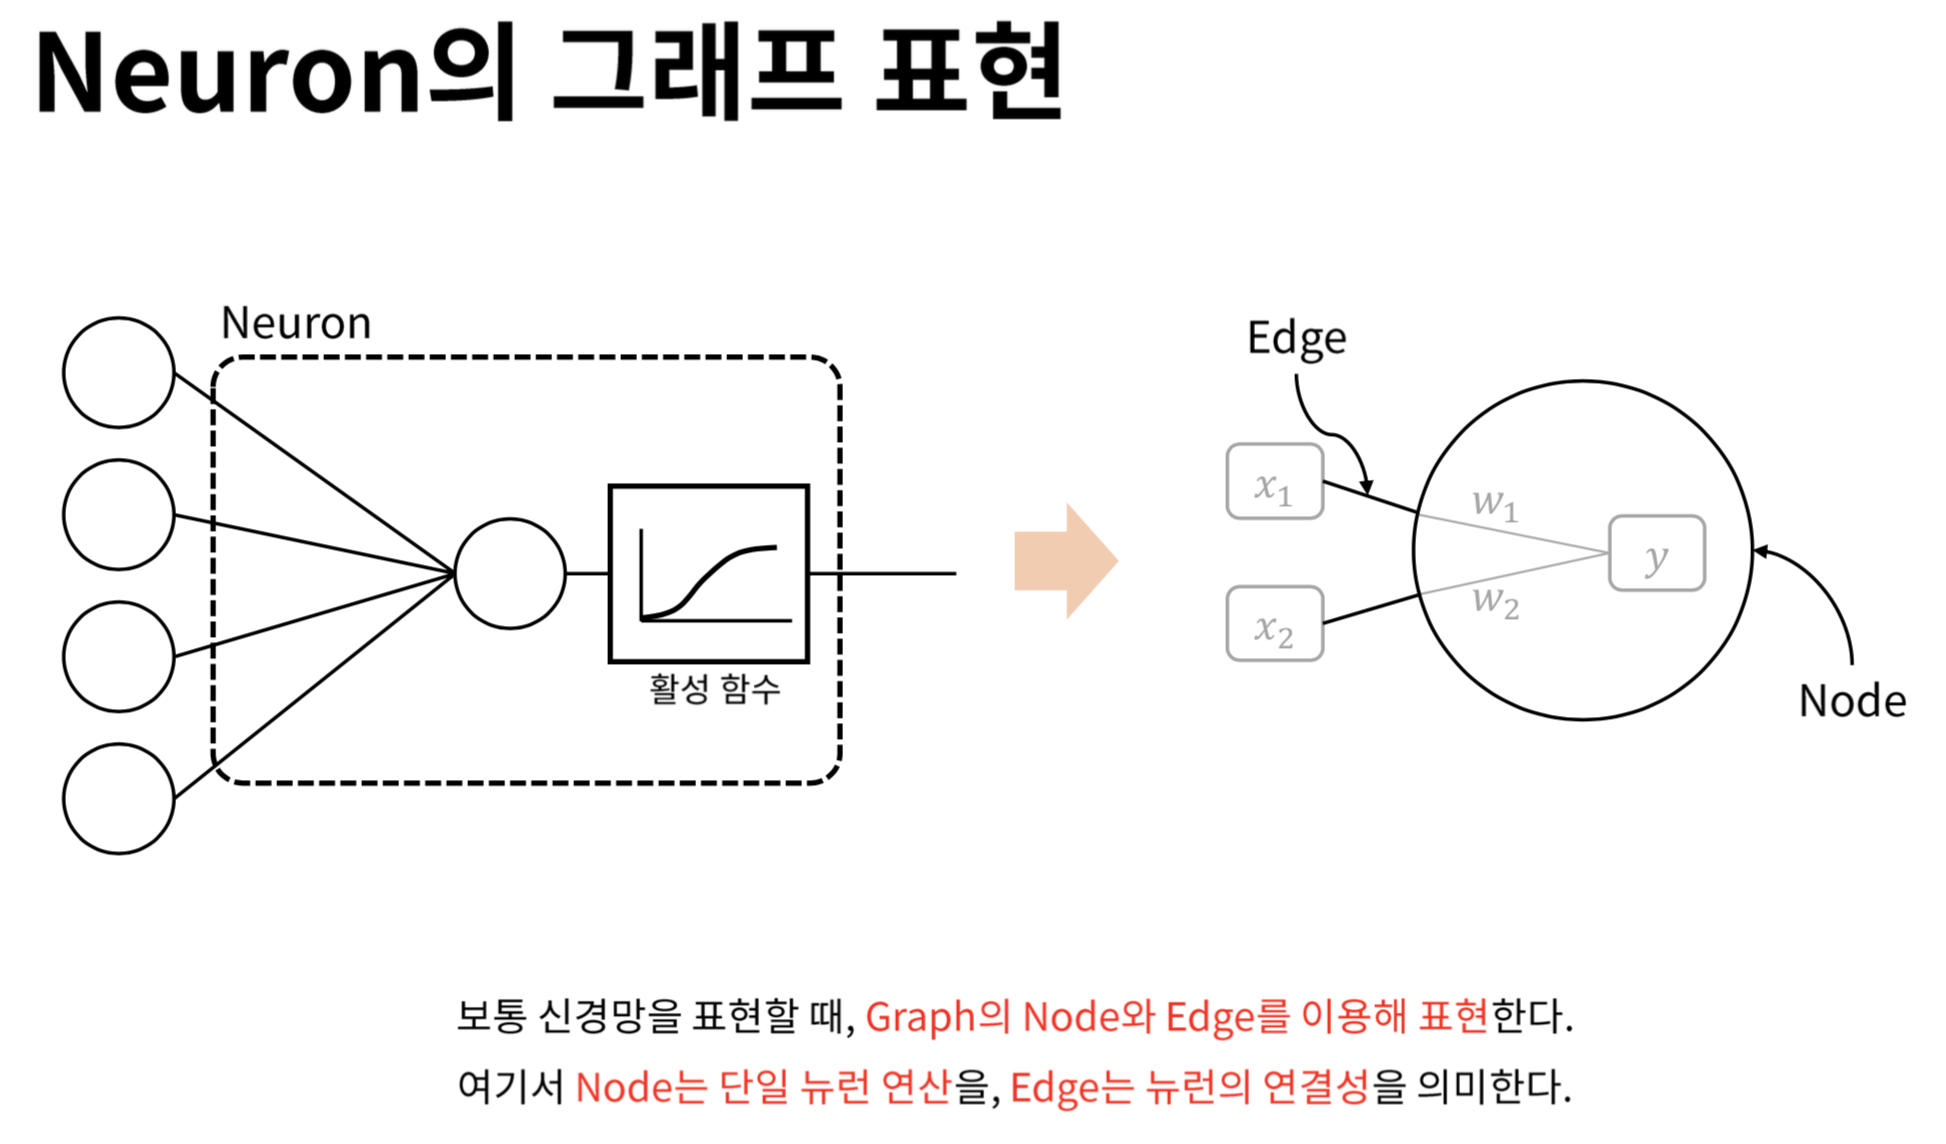 Neuron의 그래프 표현
Neuron
활성 함수
Edge
x₁
x₂
w₁
w₂
y
Node
보통 신경망을 표현할 때, Graph의 Node와 Edge를 이용해 표현한다.
여기서 Node는 단일 뉴런 연산을, Edge는 뉴런의 연결성을 의미한다.